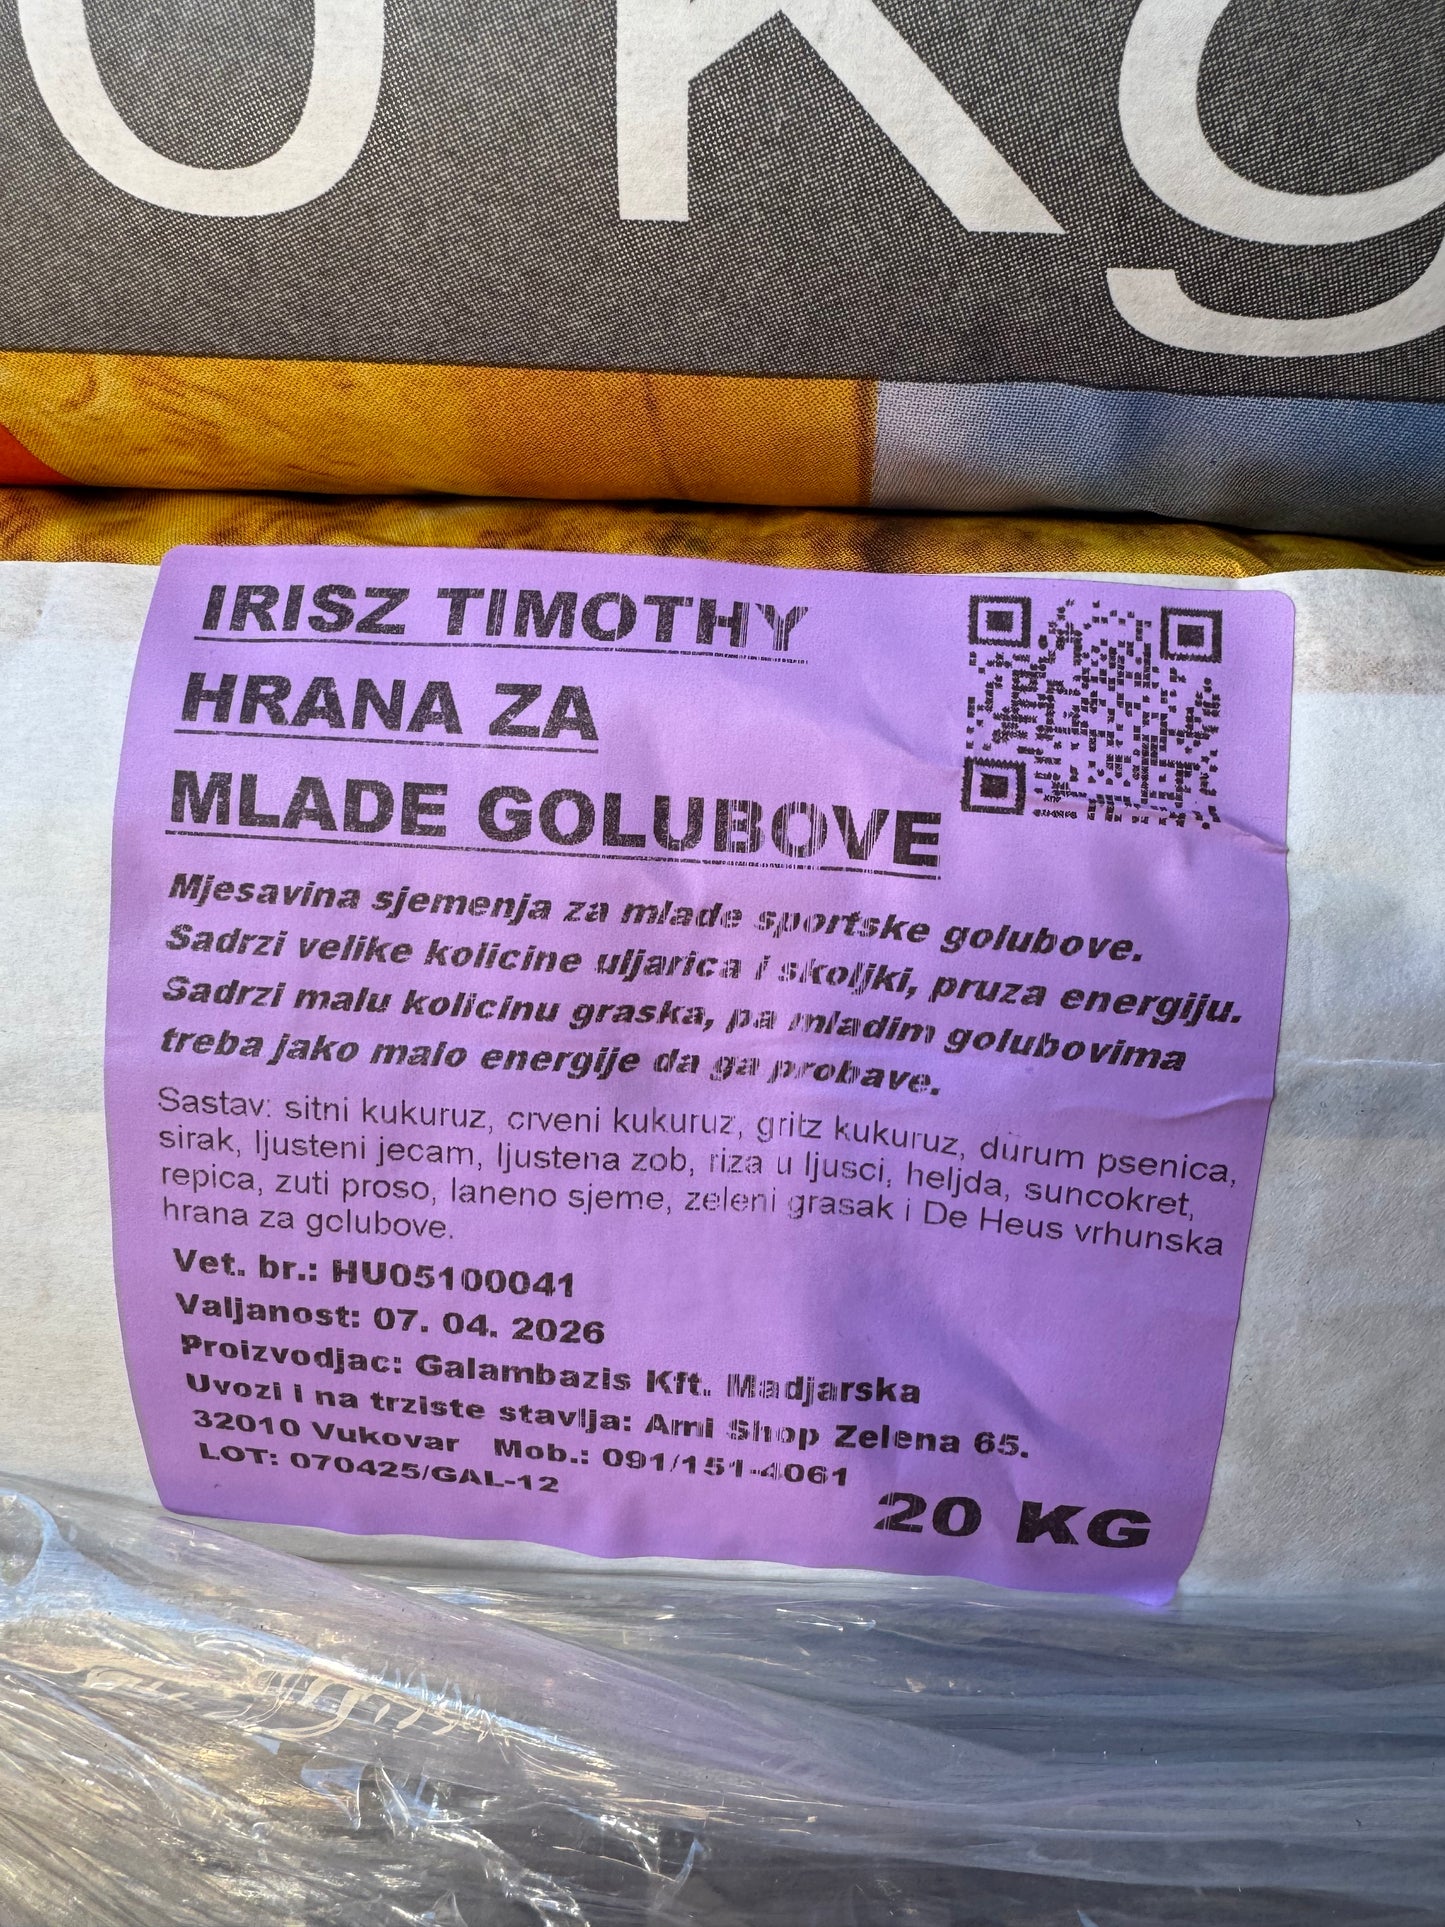 0 kg
IRISZ TIMOTHY
HRANA ZA
MLADE GOLUBOVE
Mjesavina sjemenja za mlade sportske golubove.
Sadrzi velike kolicine uljarica i skoljki, pruza energiju.
Sadrzi malu kolicinu graska, pa mladim golubovima
treba jako malo energije da ga probave.
Sastav: sitni kukuruz, crveni kukuruz, gritz kukuruz, durum psenica,
sirak, ljusteni jecam, ljustena zob, riza u ljusci, heljda, suncokret,
repica, zuti proso, laneno sjeme, zeleni grasak i De Heus vrhunska
hrana za golubove.
Vet. br.: HU05100041
Valjanost: 07. 04. 2026
Proizvodjac: Galambazis Kft. Madjarska
Uvozi i na trziste stavlja: Arni Shop Zelena 65.
32010 Vukovar Mob.: 091/151-4061
LOT: 070425/GAL-12
20 KG